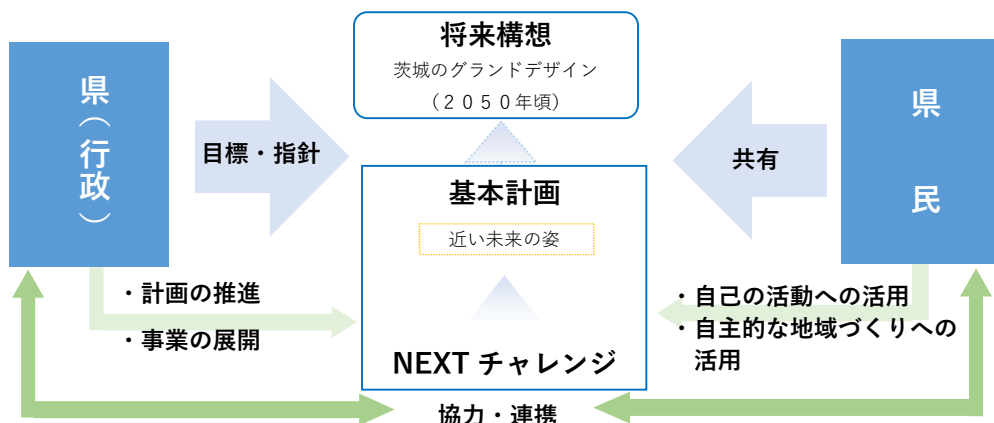 将来構想
茨城のグランドデザイン
（２０５０年頃）
県（行政）
目標・指針
共有
県民
基本計画
近い未来の姿
・計画の推進
・事業の展開
・自己の活動への活用
・自主的な地域づくりへの
活用
NEXT チャレンジ
協力・連携